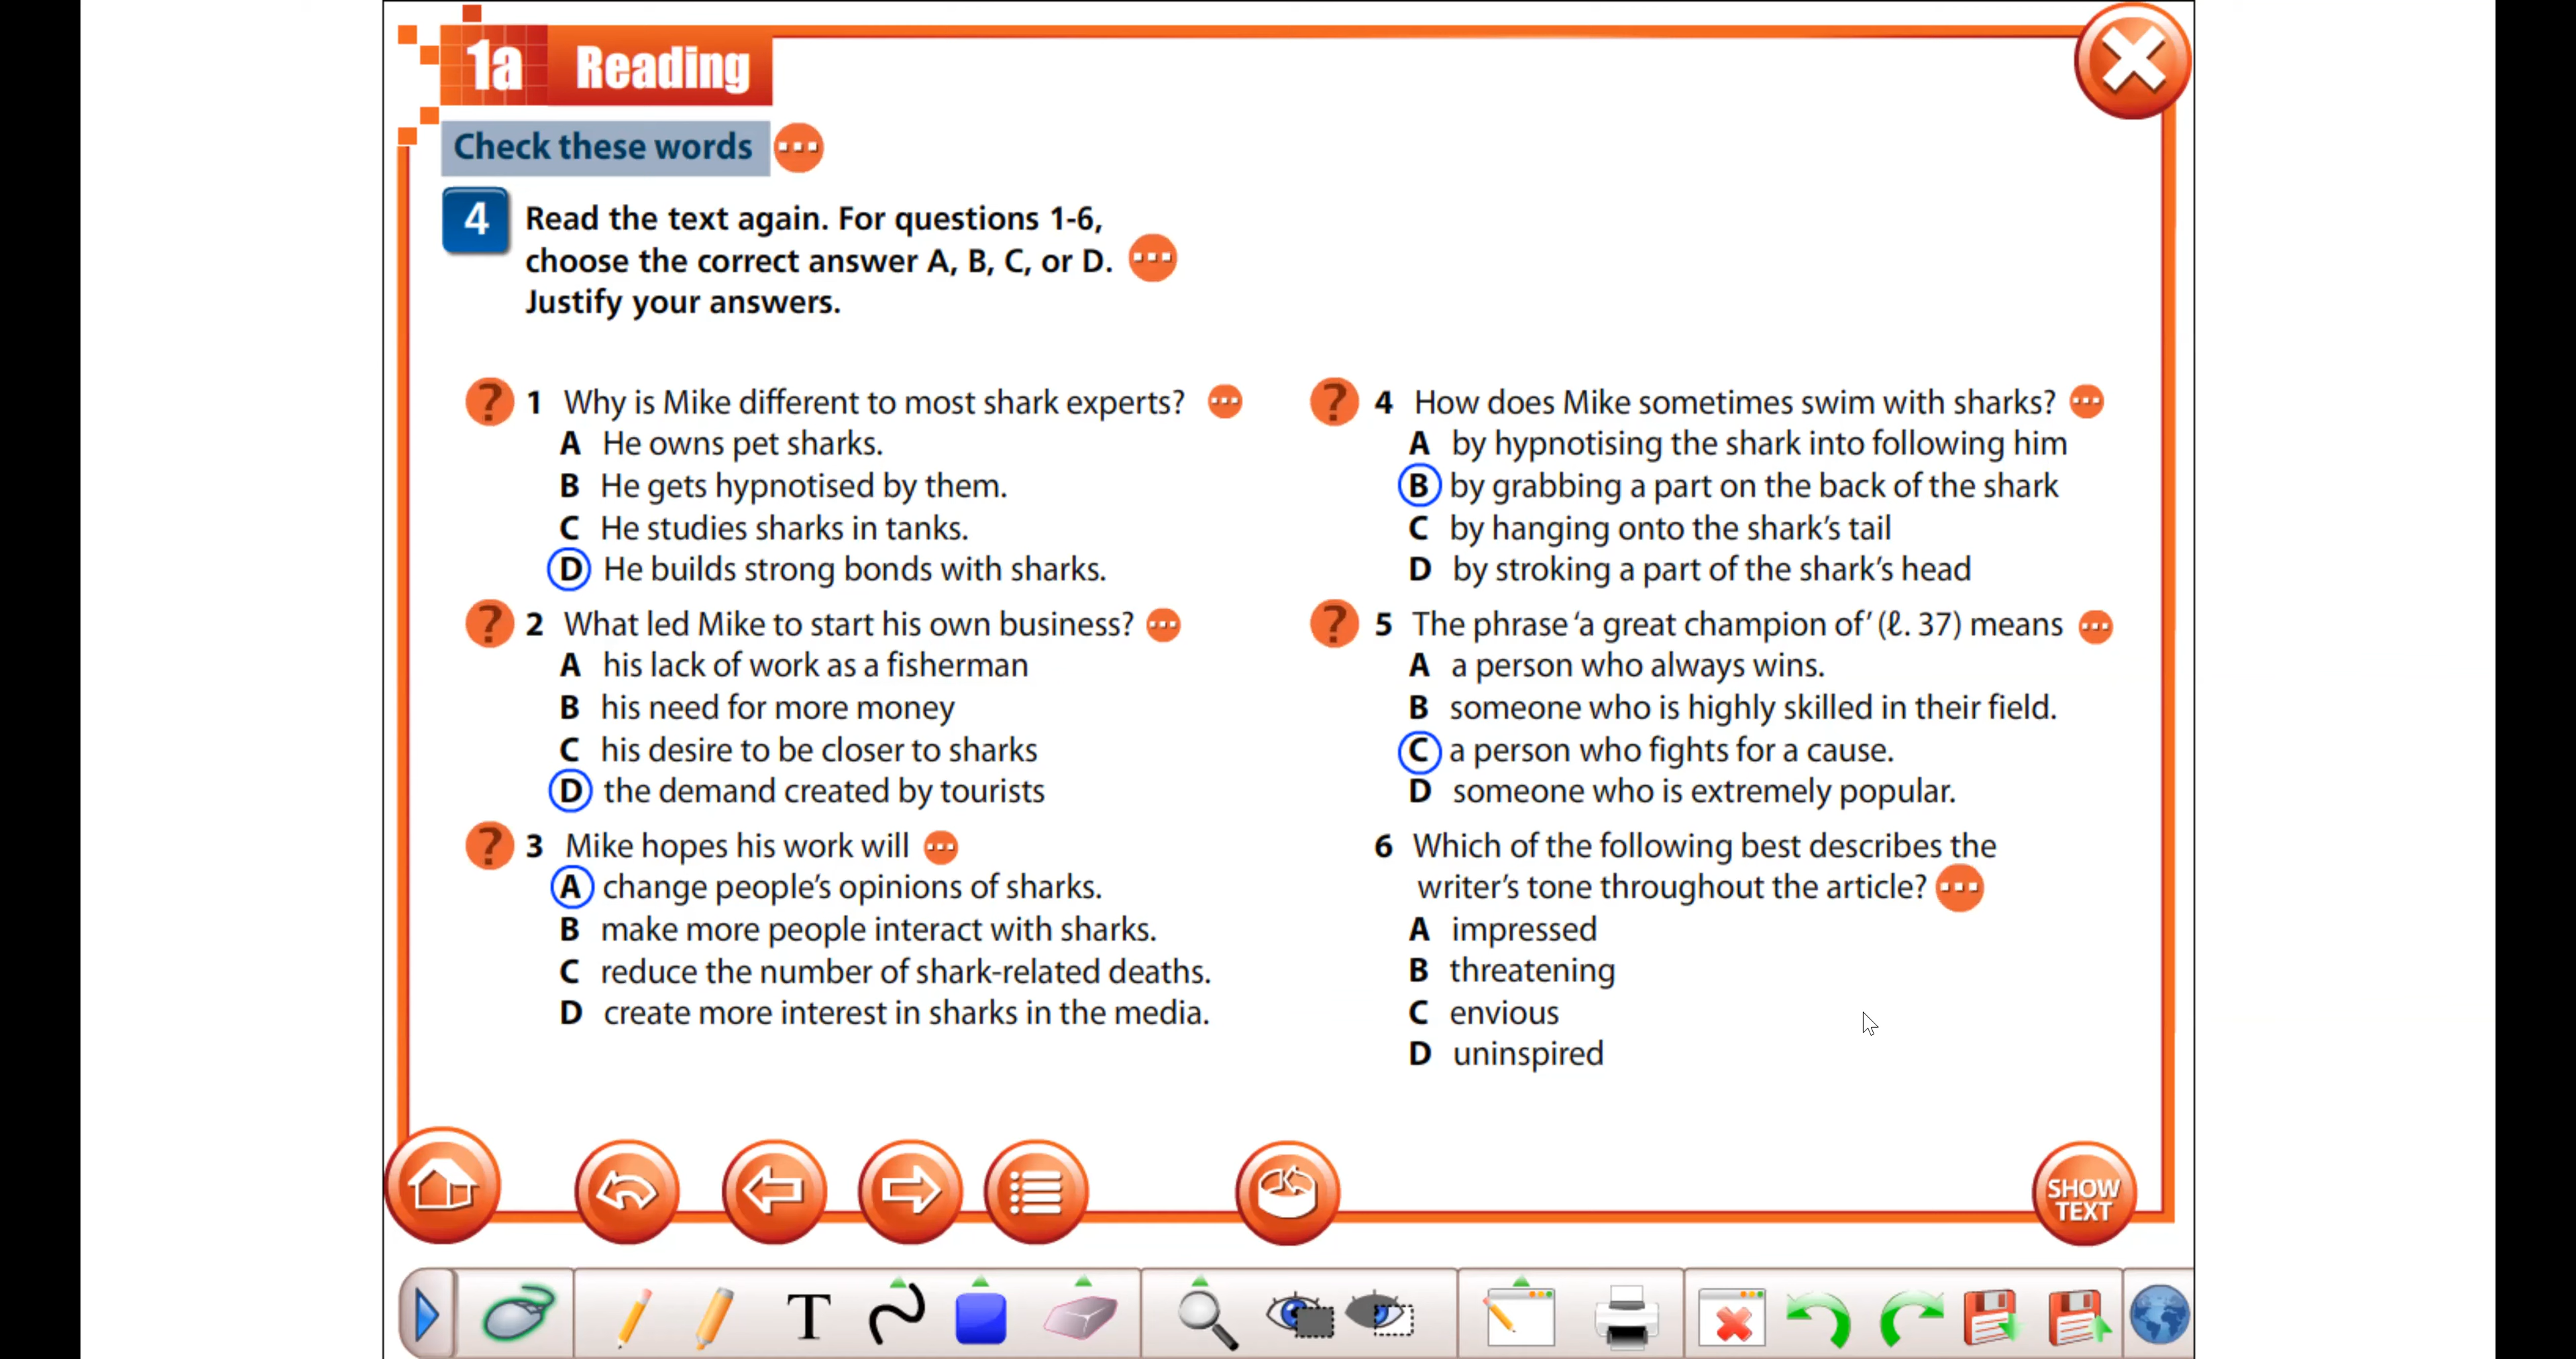 1a Reading
Check these words
4 Read the text again. For questions 1-6,
choose the correct answer A, B, C, or D.
Justify your answers.
? 1 Why is Mike different to most shark experts?
A He owns pet sharks.
B He gets hypnotised by them.
C He studies sharks in tanks.
D He builds strong bonds with sharks.
? 2 What led Mike to start his own business?
A his lack of work as a fisherman
B his need for more money
C his desire to be closer to sharks
D the demand created by tourists
? 3 Mike hopes his work will
A change people's opinions of sharks.
B make more people interact with sharks.
C reduce the number of shark-related deaths.
D create more interest in sharks in the media.
? 4 How does Mike sometimes swim with sharks?
A by hypnotising the shark into following him
B by grabbing a part on the back of the shark
C by hanging onto the shark's tail
D by stroking a part of the shark's head
? 5 The phrase 'a great champion of' (ℓ. 37) means
A a person who always wins.
B someone who is highly skilled in their field.
C a person who fights for a cause.
D someone who is extremely popular.
6 Which of the following best describes the
writer's tone throughout the article?
A impressed
B threatening
C envious
D uninspired
SHOW
TEXT
T